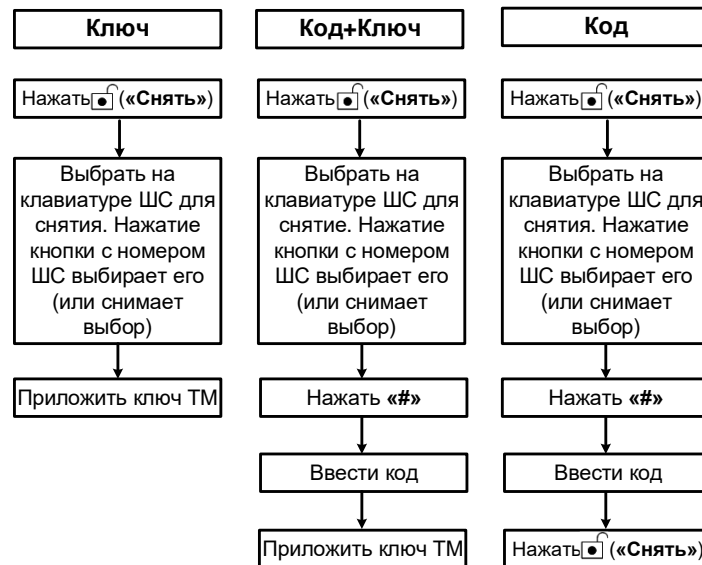 Ключ
Нажать («Снять»)
Выбрать на
клавиатуре ШС для
снятия. Нажатие
кнопки с номером
ШС выбирает его
(или снимает
выбор)
Приложить ключ ТМ
Код+Ключ
Нажать («Снять»)
Выбрать на
клавиатуре ШС для
снятие. Нажатие
кнопки с номером
ШС выбирает его
(или снимает
выбор)
Нажать «#»
Ввести код
Приложить ключ ТМ
Код
Нажать («Снять»)
Выбрать на
клавиатуре ШС для
снятия. Нажатие
кнопки с номером
ШС выбирает его
(или снимает
выбор)
Нажать «#»
Ввести код
Нажать («Снять»)